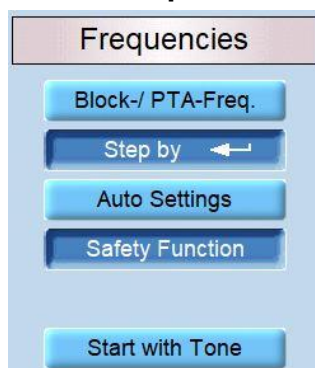 Frequencies
Block-/ PTA-Freq.
Step by
Auto Settings
Safety Function
Start with Tone